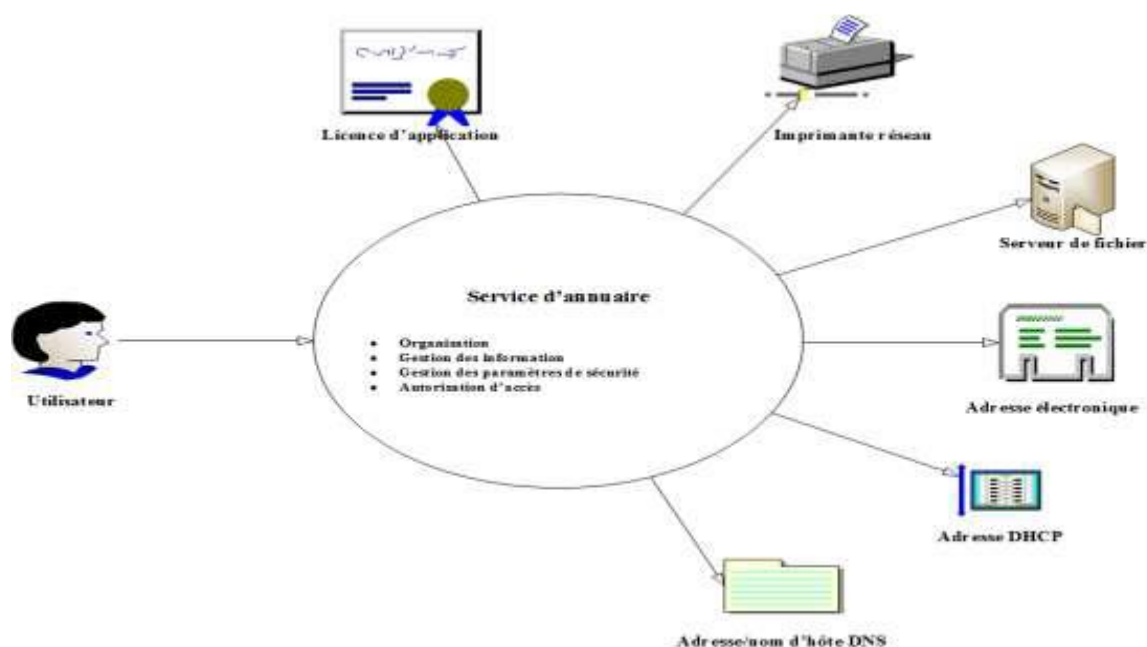 Licence d'application
Imprimante réseau
Serveur de fichier
Service d'annuaire
• Organisation
• Gestion des information
• Gestion des paramètres de sécurité
• Autorization d'accès
Utilisateur
Adresse électronique
Adresse DHCP
Adresse/nom d'hôte DNS